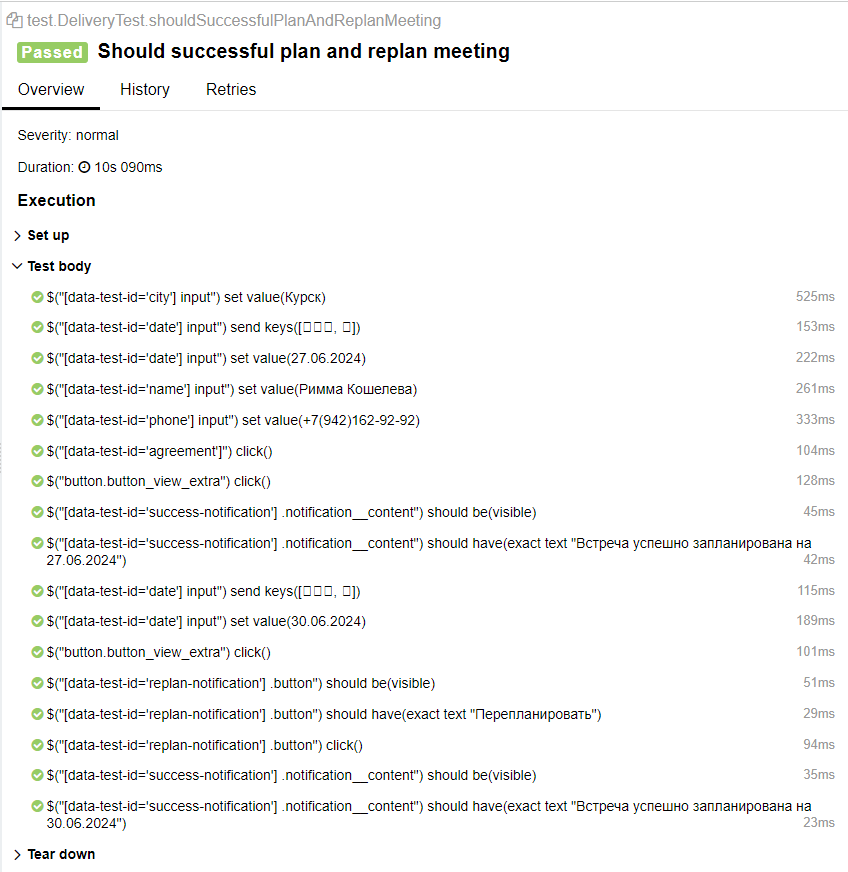 test.DeliveryTest.shouldSuccessfulPlanAndReplanMeeting
Passed Should successful plan and replan meeting
Overview History Retries
Severity: normal
Duration: 10s 090ms
Execution
Set up
Test body
$("[data-test-id='city'] input") set value(Курск) 525ms
$("[data-test-id='date'] input") send keys([□□□, □]) 153ms
$("[data-test-id='date'] input") set value(27.06.2024) 222ms
$("[data-test-id='name'] input") set value(Римма Кошелева) 261ms
$("[data-test-id='phone'] input") set value(+7(942)162-92-92) 333ms
$("[data-test-id='agreement']") click() 104ms
$("button.button_view_extra") click() 128ms
$("[data-test-id='success-notification'] .notification__content") should be(visible) 45ms
$("[data-test-id='success-notification'] .notification__content") should have(exact text "Встреча успешно запланирована на
27.06.2024") 42ms
$("[data-test-id='date'] input") send keys([□□□, □]) 115ms
$("[data-test-id='date'] input") set value(30.06.2024) 189ms
$("button.button_view_extra") click() 101ms
$("[data-test-id='replan-notification'] .button") should be(visible) 51ms
$("[data-test-id='replan-notification'] .button") should have(exact text "Перепланировать") 29ms
$("[data-test-id='replan-notification'] .button") click() 94ms
$("[data-test-id='success-notification'] .notification__content") should be(visible) 35ms
$("[data-test-id='success-notification'] .notification__content") should have(exact text "Встреча успешно запланирована на
30.06.2024") 23ms
Tear down